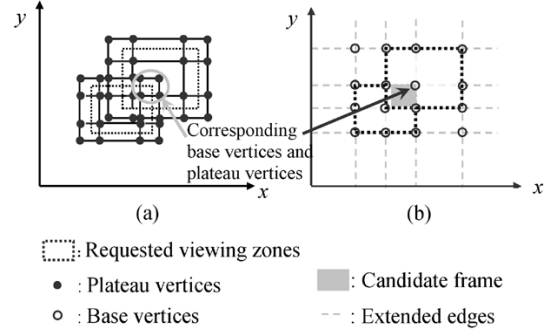 y
y
Corresponding
base vertices and
plateau vertices
x
x
(a)
(b)
: Requested viewing zones
: Plateau vertices
: Candidate frame
: Base vertices
: Extended edges